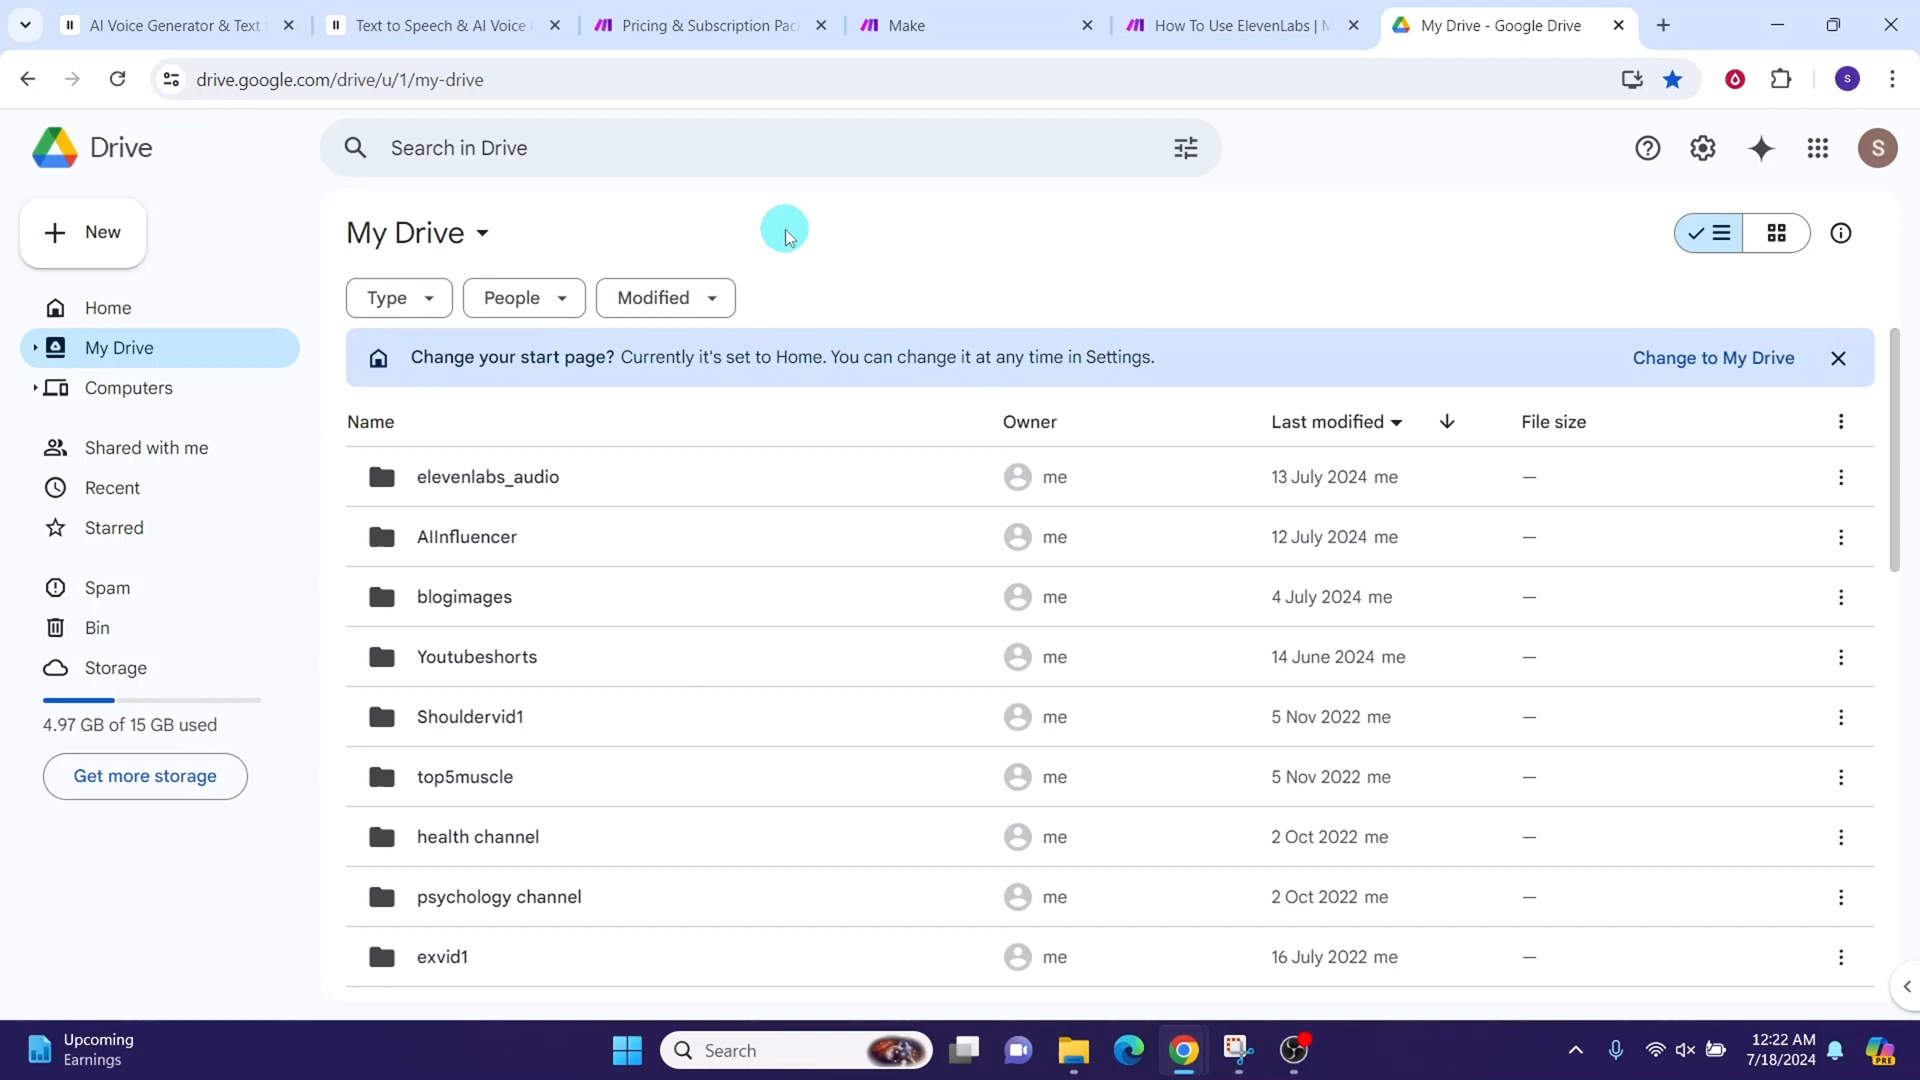 AI Voice Generator & Text
Text to Speech & AI Voice
Pricing & Subscription Pac
Make
How To Use ElevenLabs | M
My Drive - Google Drive
drive.google.com/drive/u/1/my-drive
S
Drive
Search in Drive
S
New
My Drive
Home
My Drive
Computers
Shared with me
Recent
Starred
Spam
Bin
Storage
4.97 GB of 15 GB used
Get more storage
Type
People
Modified
Change your start page? Currently it's set to Home. You can change it at any time in Settings.
Change to My Drive
Name Owner Last modified File size
elevenlabs_audio me 13 July 2024 me —
AIInfluencer me 12 July 2024 me —
blogimages me 4 July 2024 me —
Youtubeshorts me 14 June 2024 me —
Shouldervid1 me 5 Nov 2022 me —
top5muscle me 5 Nov 2022 me —
health channel me 2 Oct 2022 me —
psychology channel me 2 Oct 2022 me —
exvid1 me 16 July 2022 me —
Upcoming
Earnings
Search
12:22 AM
7/18/2024
PRE